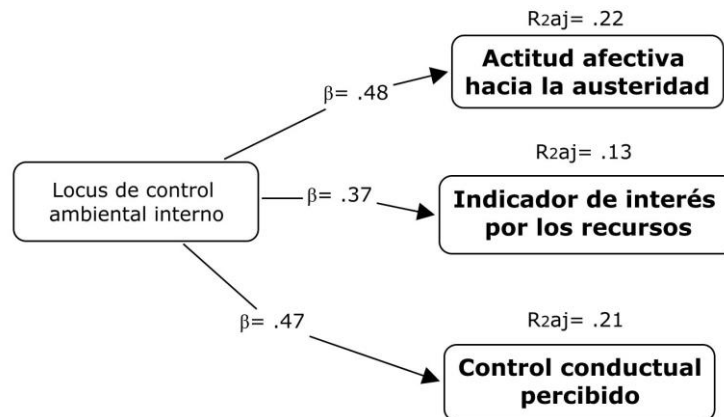 R2aj= .22
Actitud afectiva
hacia la austeridad
β= .48
R2aj= .13
Locus de control
ambiental interno
β= .37
Indicador de interés
por los recursos
β= .47
R2aj= .21
Control conductual
percibido